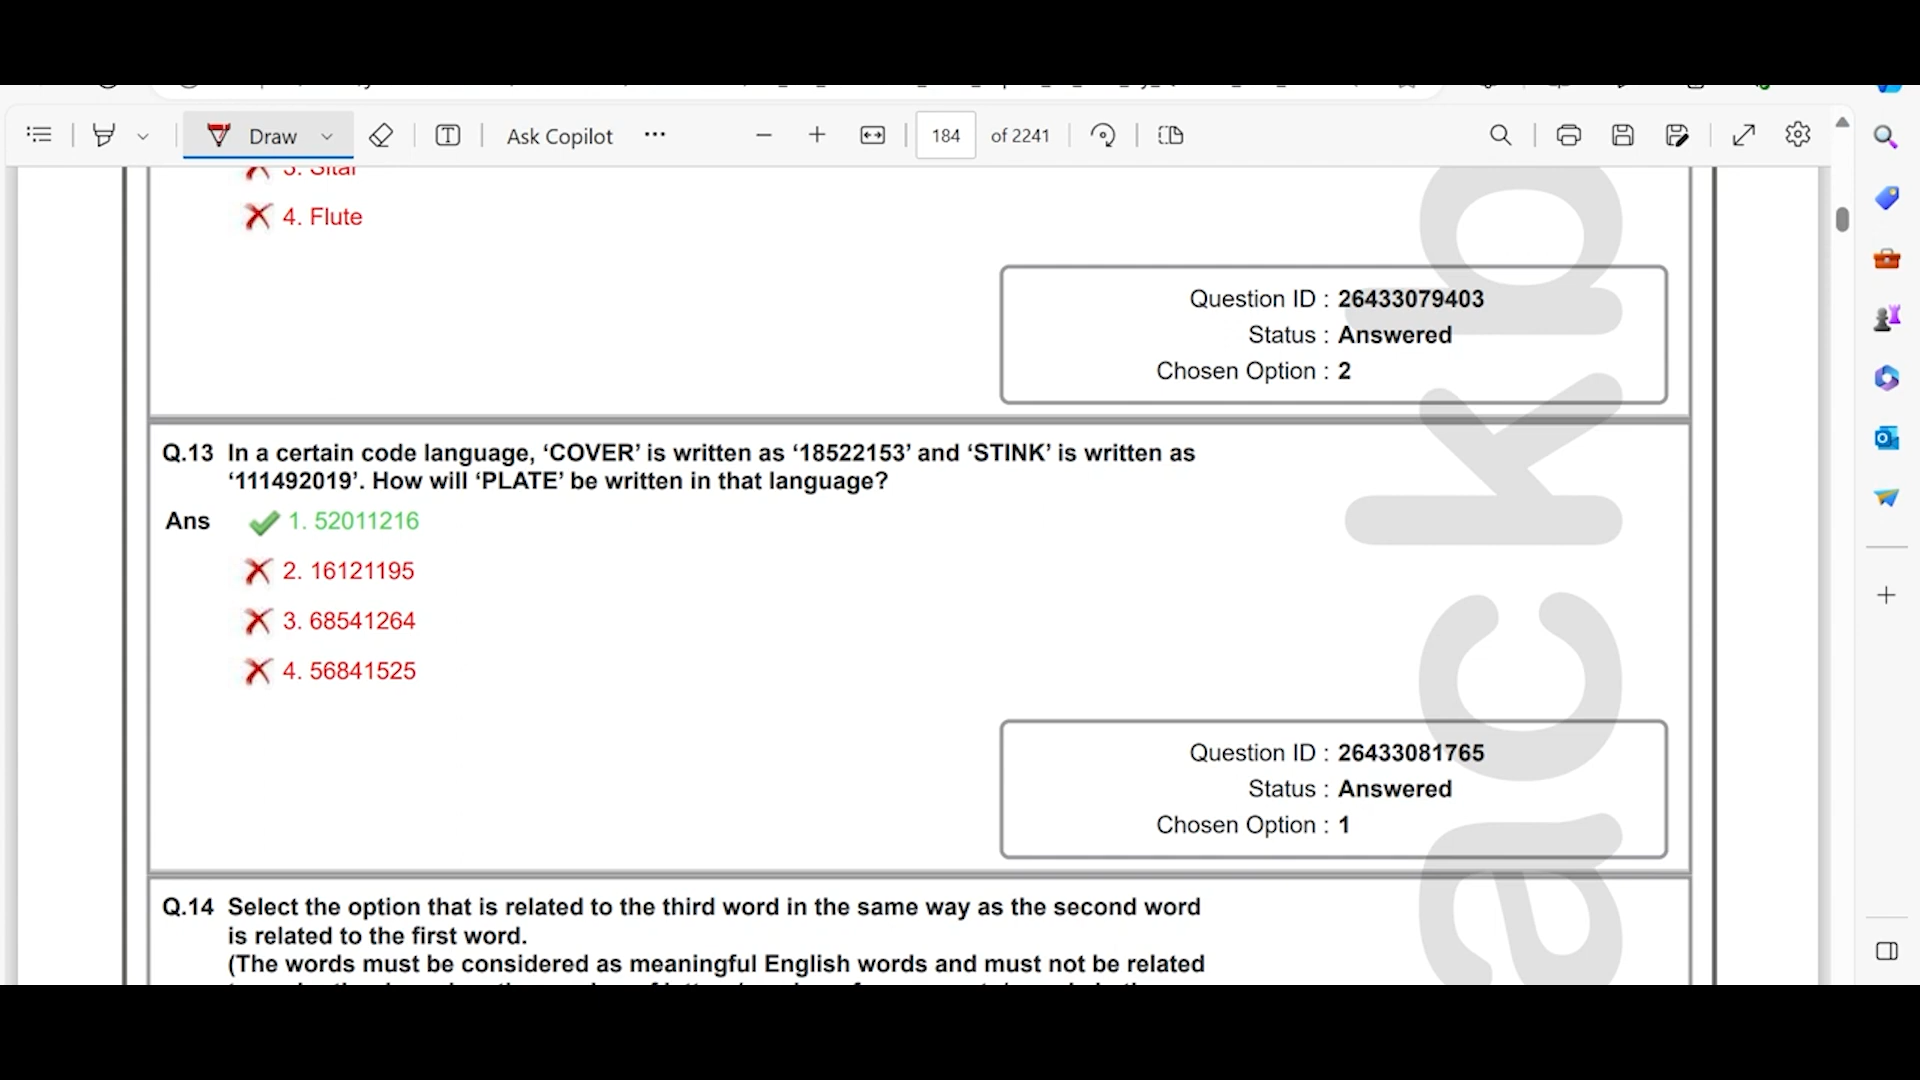 Draw
Ask Copilot
184 of 2241
3. Sitar
4. Flute
Question ID : 26433079403
Status : Answered
Chosen Option : 2
Q.13 In a certain code language, ‘COVER’ is written as ‘18522153’ and ‘STINK’ is written as
‘111492019’. How will ‘PLATE’ be written in that language?
Ans 1. 52011216
2. 16121195
3. 68541264
4. 56841525
Question ID : 26433081765
Status : Answered
Chosen Option : 1
Q.14 Select the option that is related to the third word in the same way as the second word
is related to the first word.
(The words must be considered as meaningful English words and must not be related